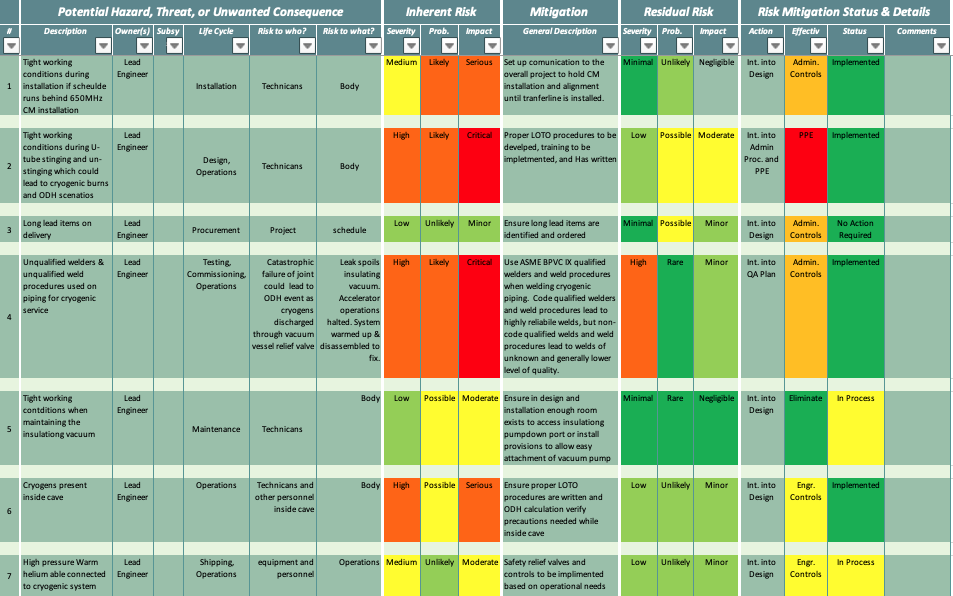 Potential Hazard, Threat, or Unwanted Consequence
Inherent Risk
Mitigation
Residual Risk
Risk Mitigation Status & Details
#
Description
Owner(s)
Subsy
Life Cycle
Risk to who?
Risk to what?
Severity
Prob.
Impact
General Description
Severity
Prob.
Impact
Action
Effectiv
Status
Comments
1
Tight working
conditions during
installation if scheulde
runs behind 650MHz
CM installation
Lead
Engineer
Installation
Technicans
Body
Medium
Likely
Serious
Set up comunication to the
overall project to hold CM
installation and alignment
until tranferline is installed.
Minimal
Unlikely
Negligible
Int. into
Design
Admin.
Controls
Implemented
2
Tight working
conditions during U-
tube stinging and un-
stinging which could
lead to cryogenic burns
and ODH scenatios
Lead
Engineer
Design,
Operations
Technicans
Body
High
Likely
Critical
Proper LOTO procedures to be
develped, training to be
impletmented, and Has written
Low
Possible
Moderate
Int. into
Admin
Proc. and
PPE
PPE
Implemented
3
Long lead items on
delivery
Lead
Engineer
Procurement
Project
schedule
Low
Unlikely
Minor
Ensure long lead items are
identified and ordered
Minimal
Possible
Minor
Int. into
Design
Admin.
Controls
No Action
Required
4
Unqualified welders &
unqualified weld
procedures used on
piping for cryogenic
service
Lead
Engineer
Testing,
Commissioning,
Operations
Catastrophic
failure of joint
could  lead to
ODH event as
cryogens
discharged
through vacuum
vessel relief valve
Leak spoils
insulating
vacuum.
Accelerator
operations
halted. System
warmed up &
disassembled to
fix.
High
Likely
Critical
Use ASME BPVC IX qualified
welders and weld procedures
when welding cryogenic
piping.  Code qualified welders
and weld procedures lead to
highly reliabile welds, but non-
code qualified welds and weld
procedures lead to welds of
unknown and generally lower
level of quality.
High
Rare
Minor
Int. into
QA Plan
Admin.
Controls
Implemented
5
Tight working
contditions when
maintaining the
insulationg vacuum
Lead
Engineer
Maintenance
Technicans
Body
Low
Possible
Moderate
Ensure in design and
installation enough room
exists to access insulationg
pumpdown port or install
provisions to allow easy
attachment of vacuum pump
Minimal
Rare
Negligible
Int. into
Design
Eliminate
In Process
6
Cryogens present
inside cave
Lead
Engineer
Operations
Technicans and
other personnel
inside cave
Body
High
Possible
Serious
Ensure proper LOTO
procedures are written and
ODH calculation verify
precautions needed while
inside cave
Low
Unlikely
Minor
Int. into
Design
Engr.
Controls
Implemented
7
High pressure Warm
helium able connected
to cryogenic system
Lead
Engineer
Shipping,
Operations
equipment and
personnel
Operations
Medium
Unlikely
Moderate
Safety relief valves and
controls to be implimented
based on operational needs
Low
Unlikely
Minor
Int. into
Design
Engr.
Controls
In Process